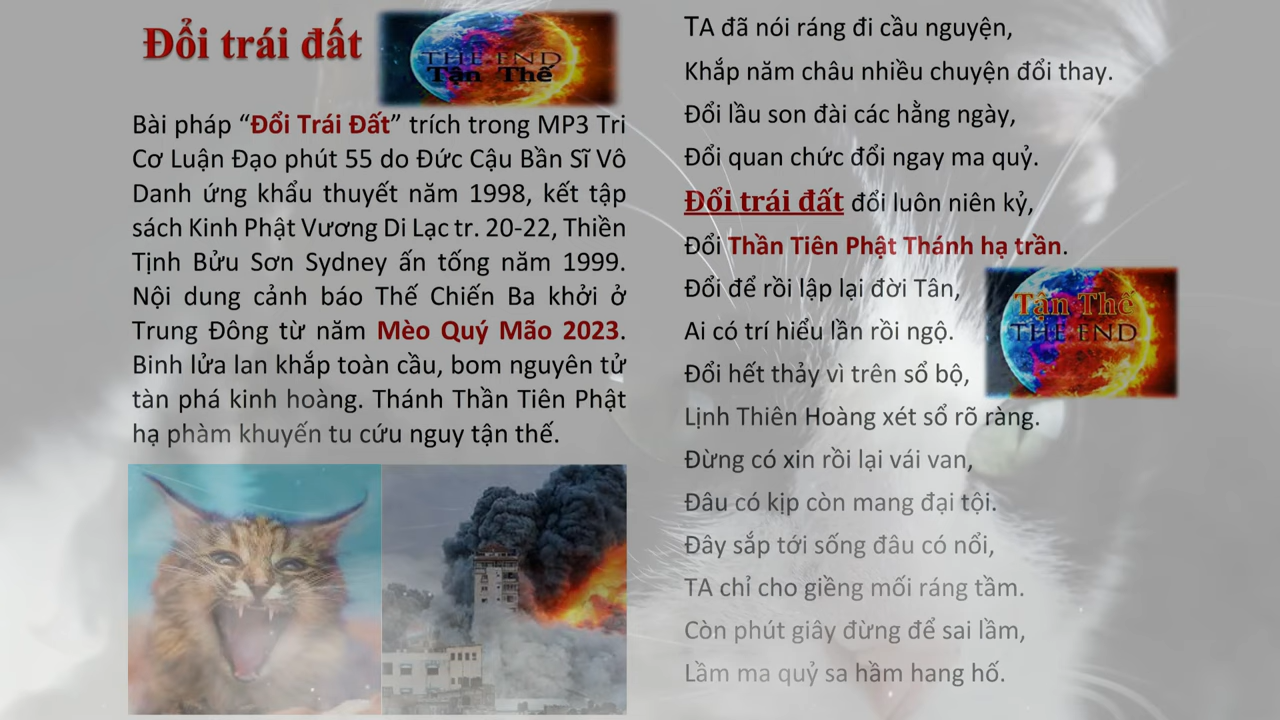 Đổi trái đất
THE END
Tận Thế
Bài pháp “Đổi Trái Đất” trích trong MP3 Tri
Cơ Luận Đạo phút 55 do Đức Cậu Bần Sĩ Vô
Danh ứng khẩu thuyết năm 1998, kết tập
sách Kinh Phật Vương Di Lạc tr. 20-22, Thiền
Tịnh Bửu Sơn Sydney ấn tống năm 1999.
Nội dung cảnh báo Thế Chiến Ba khởi ở
Trung Đông từ năm Mèo Quý Mão 2023.
Binh lửa lan khắp toàn cầu, bom nguyên tử
tàn phá kinh hoàng. Thánh Thần Tiên Phật
hạ phàm khuyến tu cứu nguy tận thế.
TA đã nói ráng đi cầu nguyện,
Khắp năm châu nhiều chuyện đổi thay.
Đổi lầu son đài các hằng ngày,
Đổi quan chức đổi ngay ma quỷ.
Đổi trái đất đổi luôn niên kỷ,
Đổi Thần Tiên Phật Thánh hạ trần.
Đổi để rồi lập lại đời Tân,
Ai có trí hiểu lần rồi ngộ.
Đổi hết thảy vì trên sổ bộ,
Lịnh Thiên Hoàng xét sổ rõ ràng.
Đừng có xin rồi lại vái van,
Đâu có kịp còn mang đại tội.
Đây sắp tới sống đâu có nổi,
TA chỉ cho giềng mối ráng tầm.
Còn phút giây đừng để sai lầm,
Lầm ma quỷ sa hầm hang hố.
Tận Thế
THE END